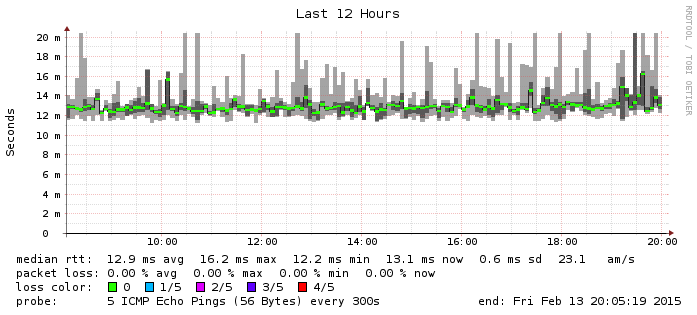 Last 12 Hours
RRDTOOL / TOBI OETIKER
Seconds
20 m
18 m
16 m
14 m
12 m
10 m
8 m
6 m
4 m
2 m
0
10:00 12:00 14:00 16:00 18:00 20:00
median rtt: 12.9 ms avg 16.2 ms max 12.2 ms min 13.1 ms now 0.6 ms sd 23.1 am/s
packet loss: 0.00 % avg 0.00 % max 0.00 % min 0.00 % now
loss color: 0 1/5 2/5 3/5 4/5
probe: 5 ICMP Echo Pings (56 Bytes) every 300s end: Fri Feb 13 20:05:19 2015